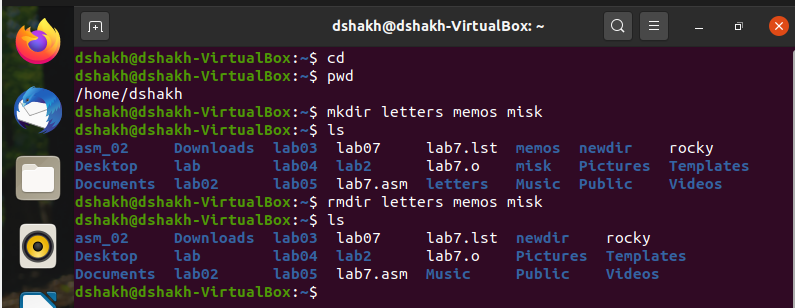 dshakh@dshakh-VirtualBox: ~
dshakh@dshakh-VirtualBox:~$ cd
dshakh@dshakh-VirtualBox:~$ pwd
/home/dshakh
dshakh@dshakh-VirtualBox:~$ mkdir letters memos misk
dshakh@dshakh-VirtualBox:~$ ls
asm_02 Downloads lab03 lab07 lab7.lst memos newdir rocky
Desktop lab lab04 lab2 lab7.o misk Pictures Templates
Documents lab02 lab05 lab7.asm letters Music Public Videos
dshakh@dshakh-VirtualBox:~$ rmdir letters memos misk
dshakh@dshakh-VirtualBox:~$ ls
asm_02 Downloads lab03 lab07 lab7.lst newdir rocky
Desktop lab lab04 lab2 lab7.o Pictures Templates
Documents lab02 lab05 lab7.asm Music Public Videos
dshakh@dshakh-VirtualBox:~$